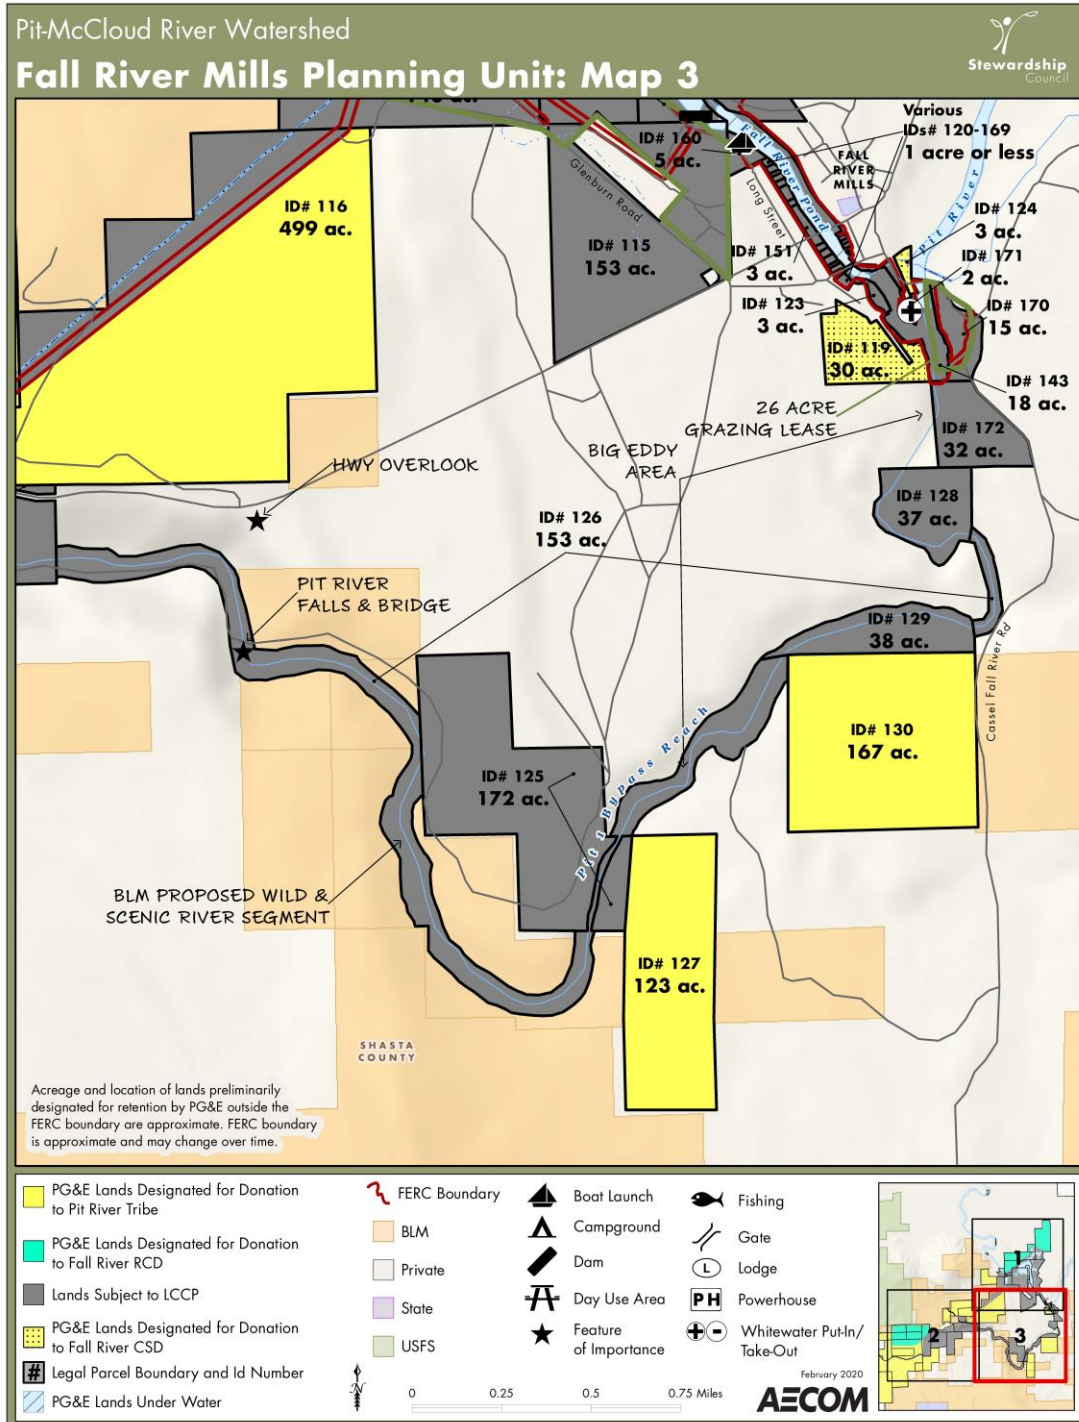 Pit-McCloud River Watershed
Fall River Mills Planning Unit: Map 3
Stewardship
Council
Various
IDs# 120-169
1 acre or less
ID# 160
5 ac.
Fall River Pond
FALL
RIVER
MILLS
Glenburn Road
Long Street
Pit River
ID# 124
3 ac.
ID# 116
499 ac.
ID# 115
153 ac.
ID# 151
3 ac.
ID# 171
2 ac.
ID# 123
3 ac.
ID# 170
15 ac.
ID# 119
30 ac.
ID# 143
18 ac.
26 ACRE
GRAZING LEASE
ID# 172
32 ac.
BIG EDDY
AREA
HWY OVERLOOK
ID# 128
37 ac.
ID# 126
153 ac.
PIT RIVER
FALLS & BRIDGE
ID# 129
38 ac.
Cassel Fall River Rd
ID# 130
167 ac.
Pit 1 Bypass Reach
ID# 125
172 ac.
BLM PROPOSED WILD &
SCENIC RIVER SEGMENT
ID# 127
123 ac.
SHASTA
COUNTY
Acreage and location of lands preliminarily
designated for retention by PG&E outside the
FERC boundary are approximate. FERC boundary
is approximate and may change over time.
PG&E Lands Designated for Donation
to Pit River Tribe
PG&E Lands Designated for Donation
to Fall River RCD
Lands Subject to LCCP
PG&E Lands Designated for Donation
to Fall River CSD
# Legal Parcel Boundary and Id Number
PG&E Lands Under Water
FERC Boundary
BLM
Private
State
USFS
N
Boat Launch
Campground
Dam
Day Use Area
Feature
of Importance
Fishing
Gate
L Lodge
PH Powerhouse
Whitewater Put-In/
Take-Out
0 0.25 0.5 0.75 Miles
February 2020
AECOM
1
2
3